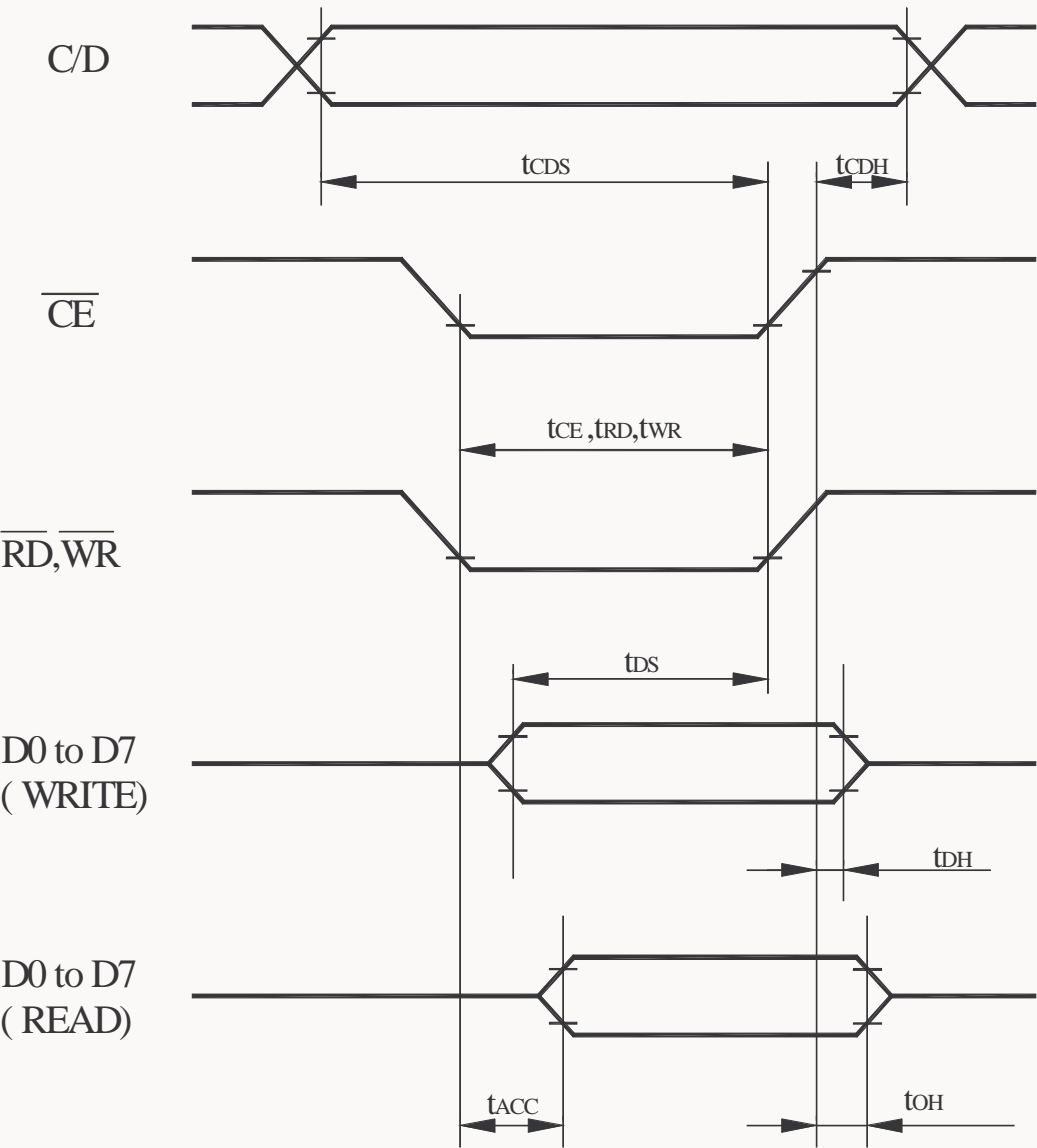 C/D
tCDS
tCDH
CE
tCE ,tRD,tWR
RD,WR
tDS
D0 to D7
( WRITE)
tDH
D0 to D7
( READ)
tACC
tOH